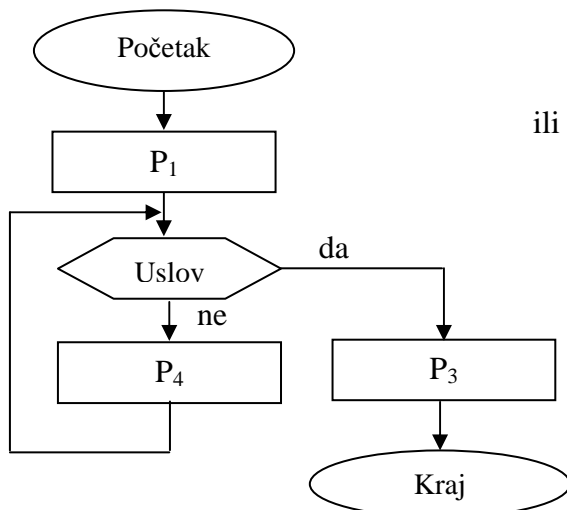 Početak
ili
P₁
da
Uslov
ne
P₄
P₃
Kraj